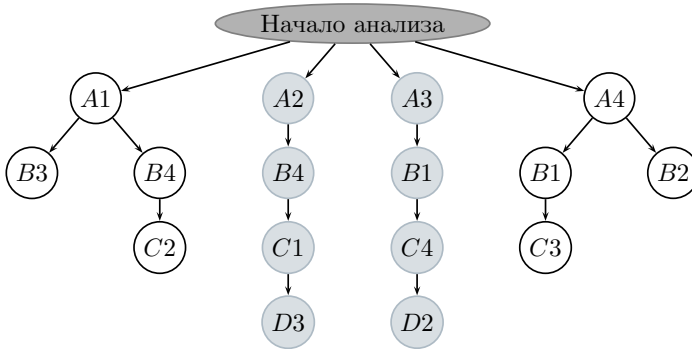 Начало анализа
A1 A2 A3 A4
B3 B4 B4 B1 B1 B2
C2 C1 C4 C3
D3 D2